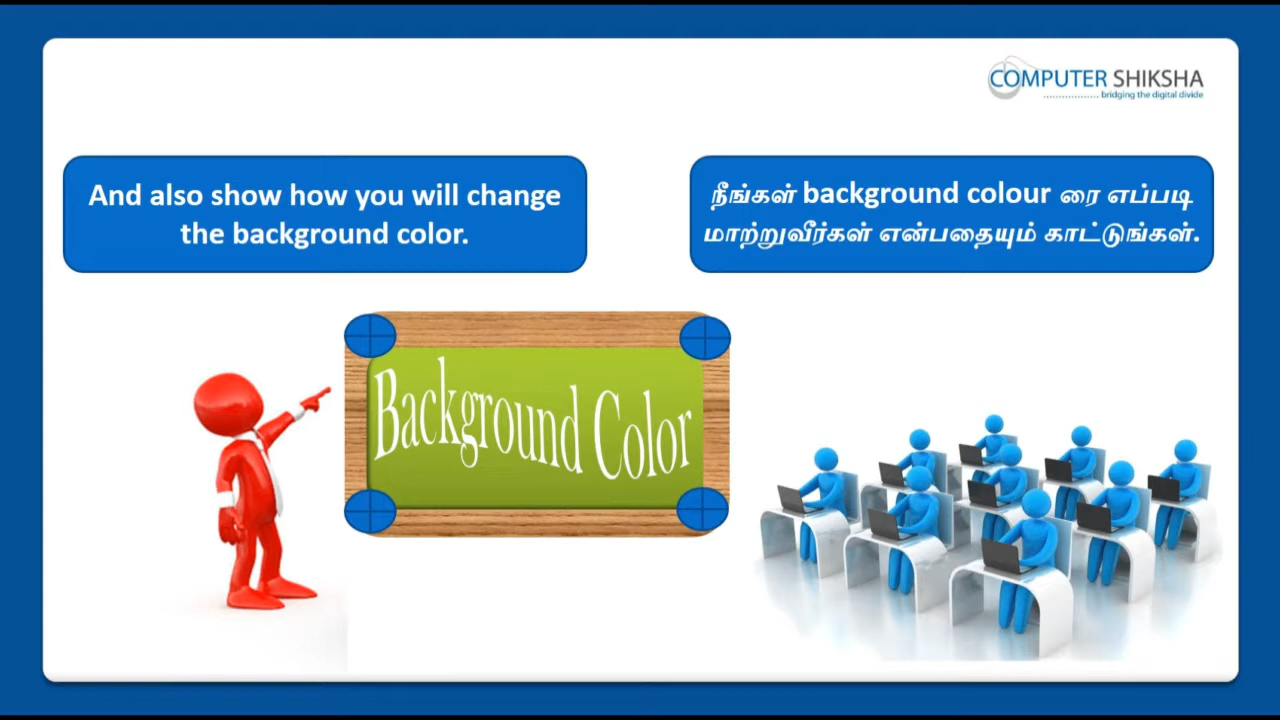 COMPUTER SHIKSHA
bridging the digital divide
And also show how you will change
the background color.
நீங்கள் background colour ரை எப்படி
மாற்றுவீர்கள் என்பதையும் காட்டுங்கள்.
Background Color